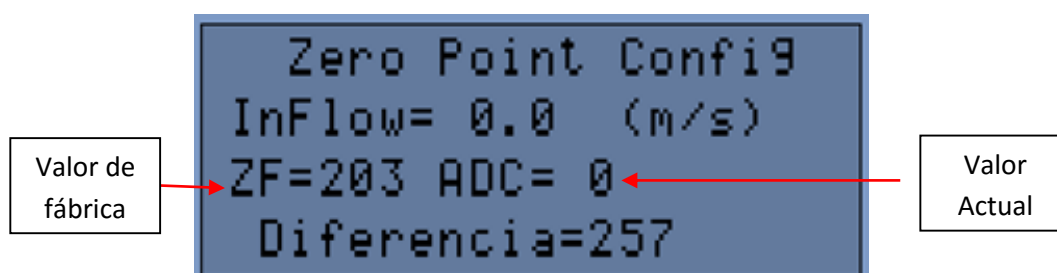 Zero Point Config
InFlow= 0.0 (m/s)
Valor de
fábrica
ZF=203 ADC= 0
Valor
Actual
Diferencia=257